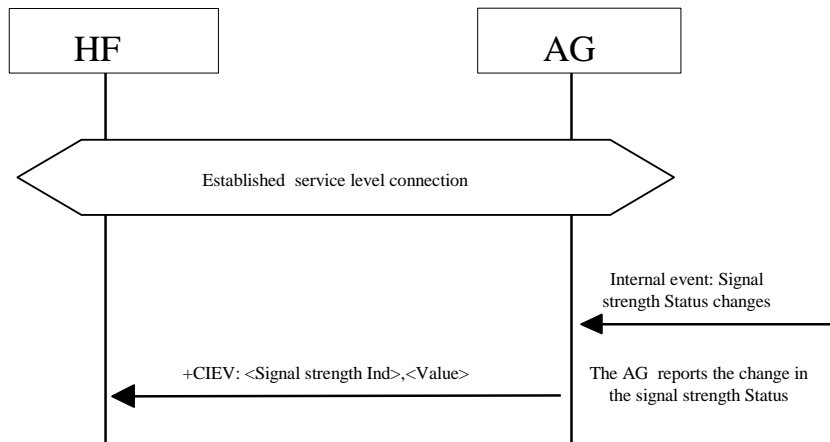 HF
AG
Established service level connection
Internal event: Signal
strength Status changes
+CIEV: <Signal strength Ind>,<Value>
The AG reports the change in
the signal strength Status